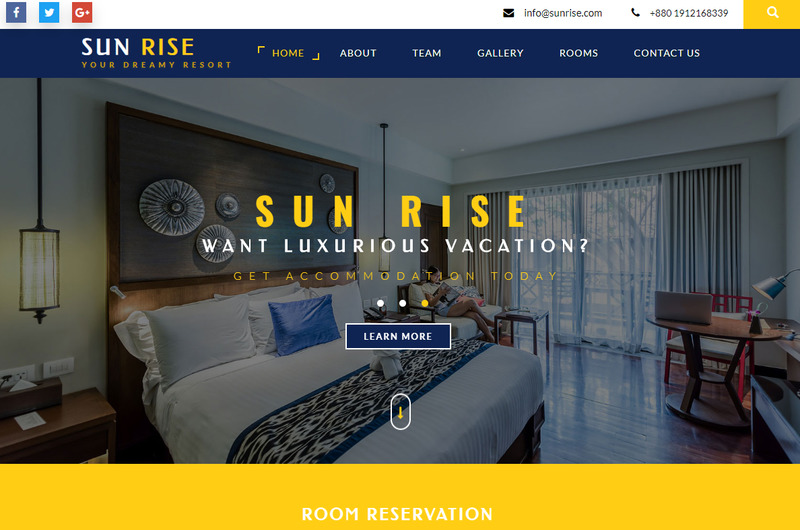 f
G+
info@sunrise.com
+880 1912168339
SUN RISE
YOUR DREAMY RESORT
HOME
ABOUT
TEAM
GALLERY
ROOMS
CONTACT US
SUN RISE
WANT LUXURIOUS VACATION?
GET ACCOMMODATION TODAY
LEARN MORE
ROOM RESERVATION